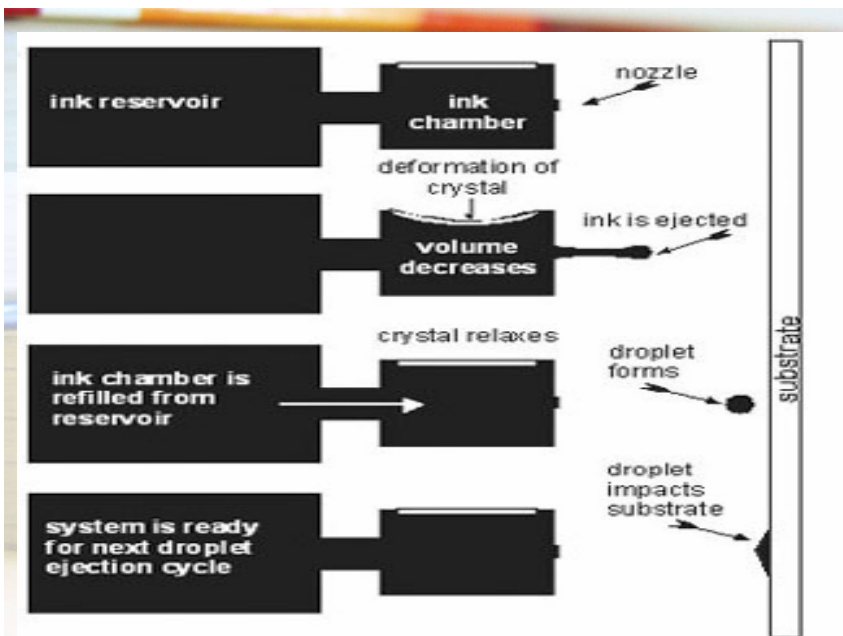 ink reservoir
ink
chamber
nozzle
deformation of
crystal
volume
decreases
ink is ejected
crystal relaxes
ink chamber is
refilled from
reservoir
droplet
forms
system is ready
for next droplet
ejection cycle
droplet
impacts
substrate
substrate